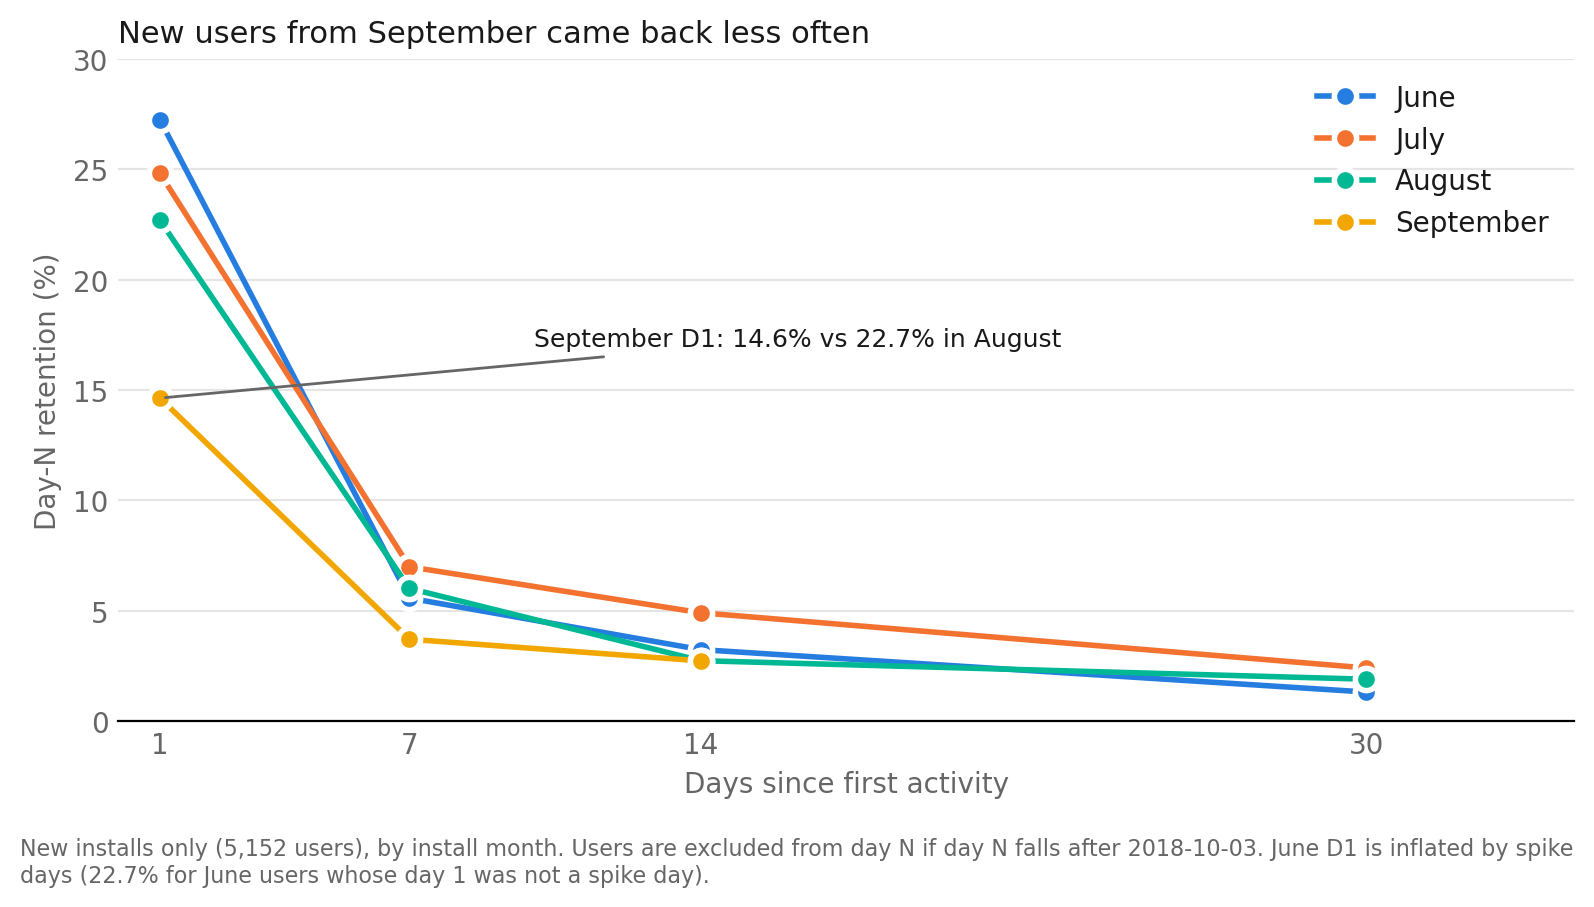 New users from September came back less often
30
25
20
15
10
5
0
Day-N retention (%)
June
July
August
September
September D1: 14.6% vs 22.7% in August
1 7 14 30
Days since first activity
New installs only (5,152 users), by install month. Users are excluded from day N if day N falls after 2018-10-03. June D1 is inflated by spike
days (22.7% for June users whose day 1 was not a spike day).